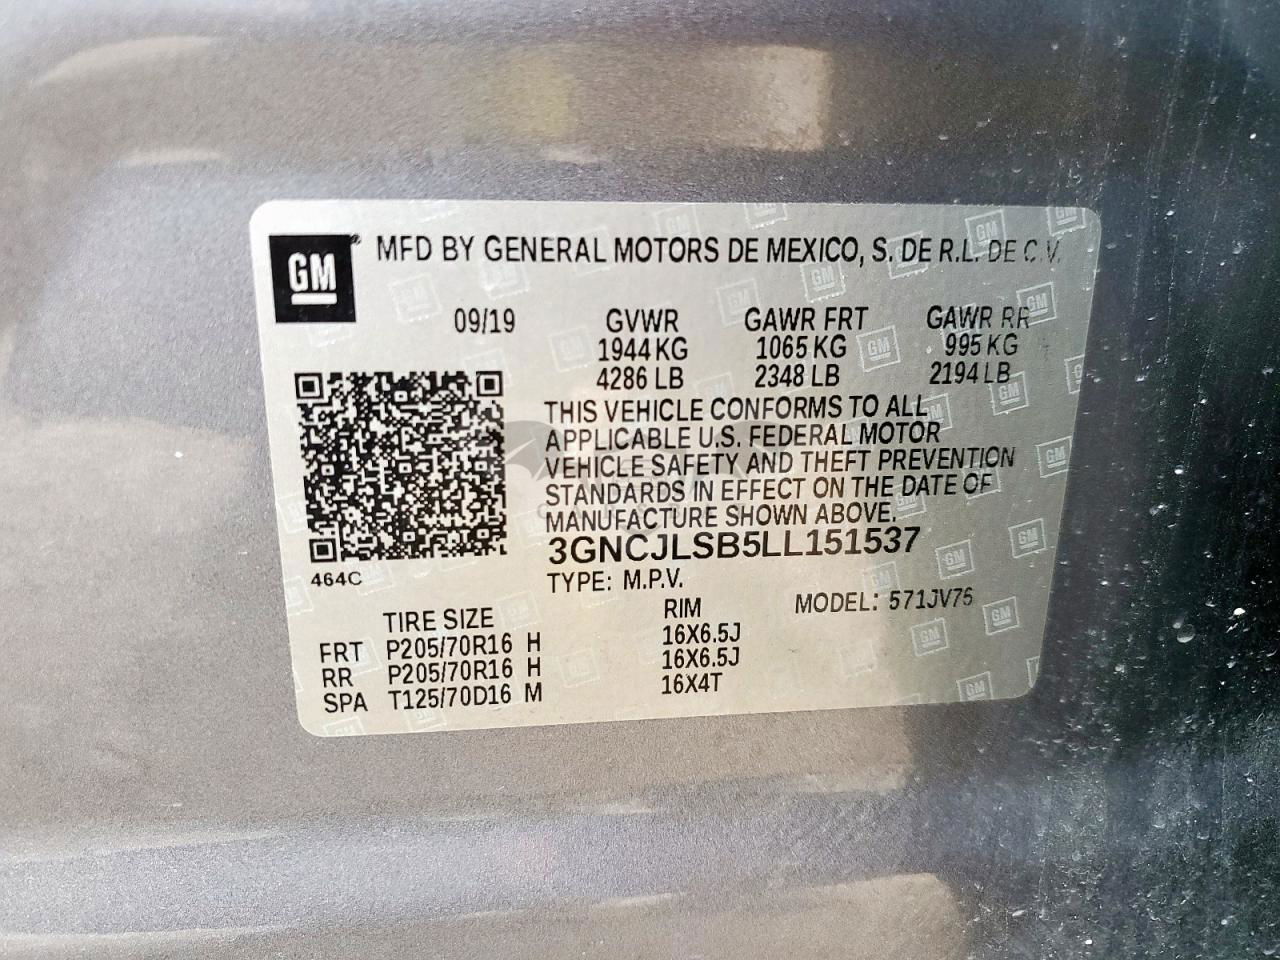 GM® MFD BY GENERAL MOTORS DE MEXICO, S. DE R.L. DE C.V.
09/19 GVWR GAWR FRT GAWR RR
1944 KG 1065 KG 995 KG
4286 LB 2348 LB 2194 LB
THIS VEHICLE CONFORMS TO ALL
APPLICABLE U.S. FEDERAL MOTOR
VEHICLE SAFETY AND THEFT PREVENTION
STANDARDS IN EFFECT ON THE DATE OF
MANUFACTURE SHOWN ABOVE.
3GNCJLSB5LL151537
464C
TYPE: M.P.V.
MODEL: 571JV76
TIRE SIZE RIM
FRT P205/70R16 H 16X6.5J
RR P205/70R16 H 16X6.5J
SPA T125/70D16 M 16X4T